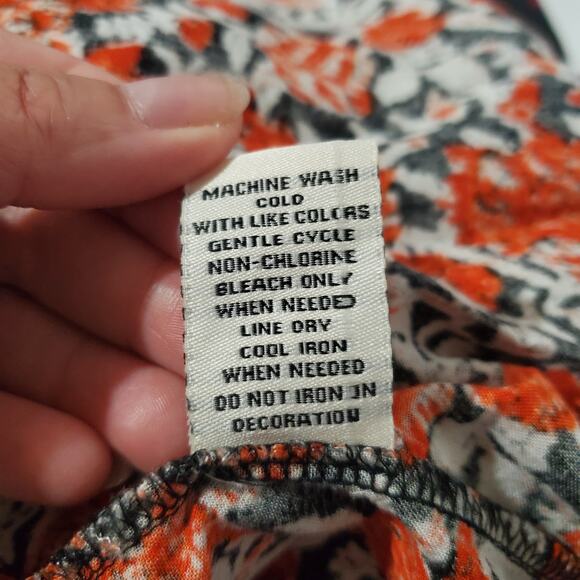 MACHINE WASH
COLD
WITH LIKE COLORS
GENTLE CYCLE
NON-CHLORINE
BLEACH ONLY
WHEN NEEDED
LINE DRY
COOL IRON
WHEN NEEDED
DO NOT IRON IN
DECORATION